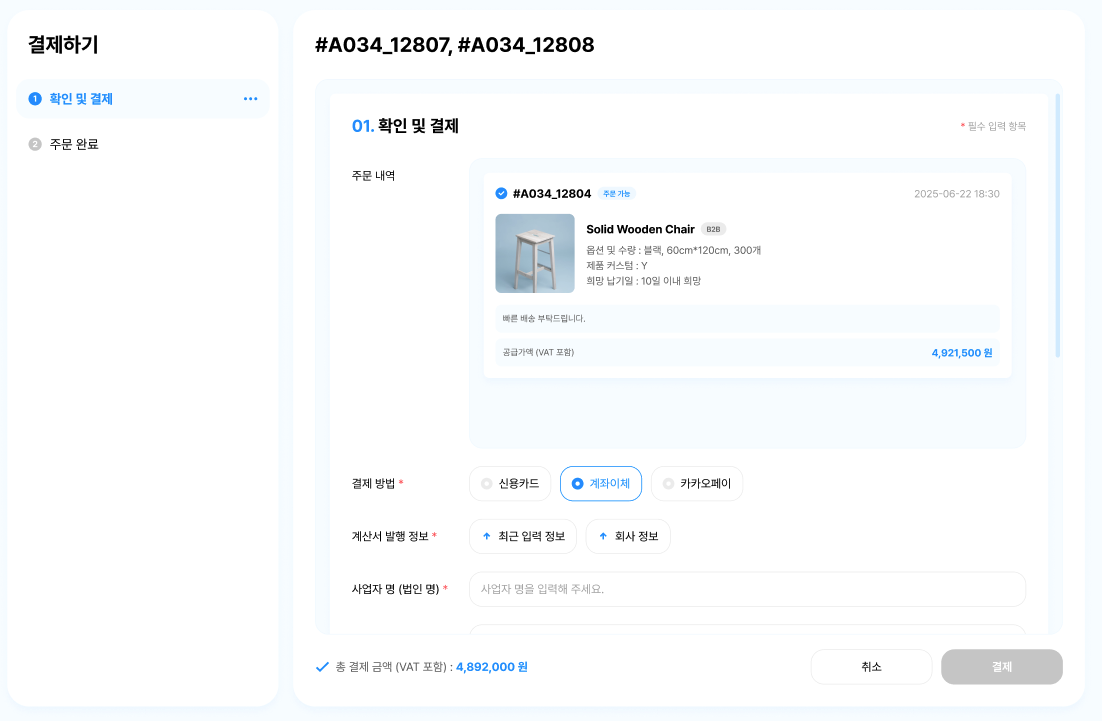 결제하기
1 확인 및 결제
2 주문 완료
#A034_12807, #A034_12808
01. 확인 및 결제
* 필수 입력 항목
주문 내역
#A034_12804 주문 가능
2025-06-22 18:30
Solid Wooden Chair B2B
옵션 및 수량 : 블랙, 60cm*120cm, 300개
제품 커스텀 : Y
희망 납기일 : 10일 이내 희망
빠른 배송 부탁드립니다.
공급가액 (VAT 포함) 4,921,500 원
결제 방법 * 신용카드 계좌이체 카카오페이
계산서 발행 정보 * 최근 입력 정보 회사 정보
사업자 명 (법인 명) * 사업자 명을 입력해 주세요.
총 결제 금액 (VAT 포함) : 4,892,000 원
취소 결제